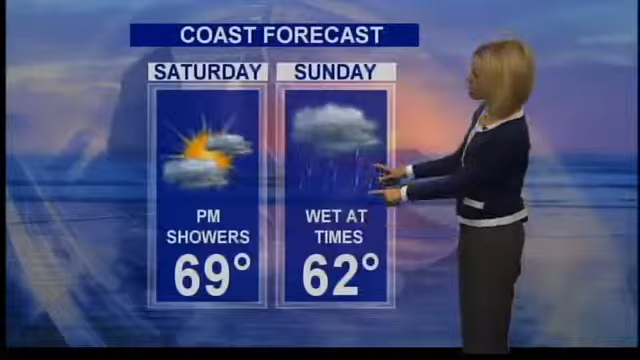 COAST FORECAST
SATURDAY
PM
SHOWERS
69°
SUNDAY
WET AT
TIMES
62°